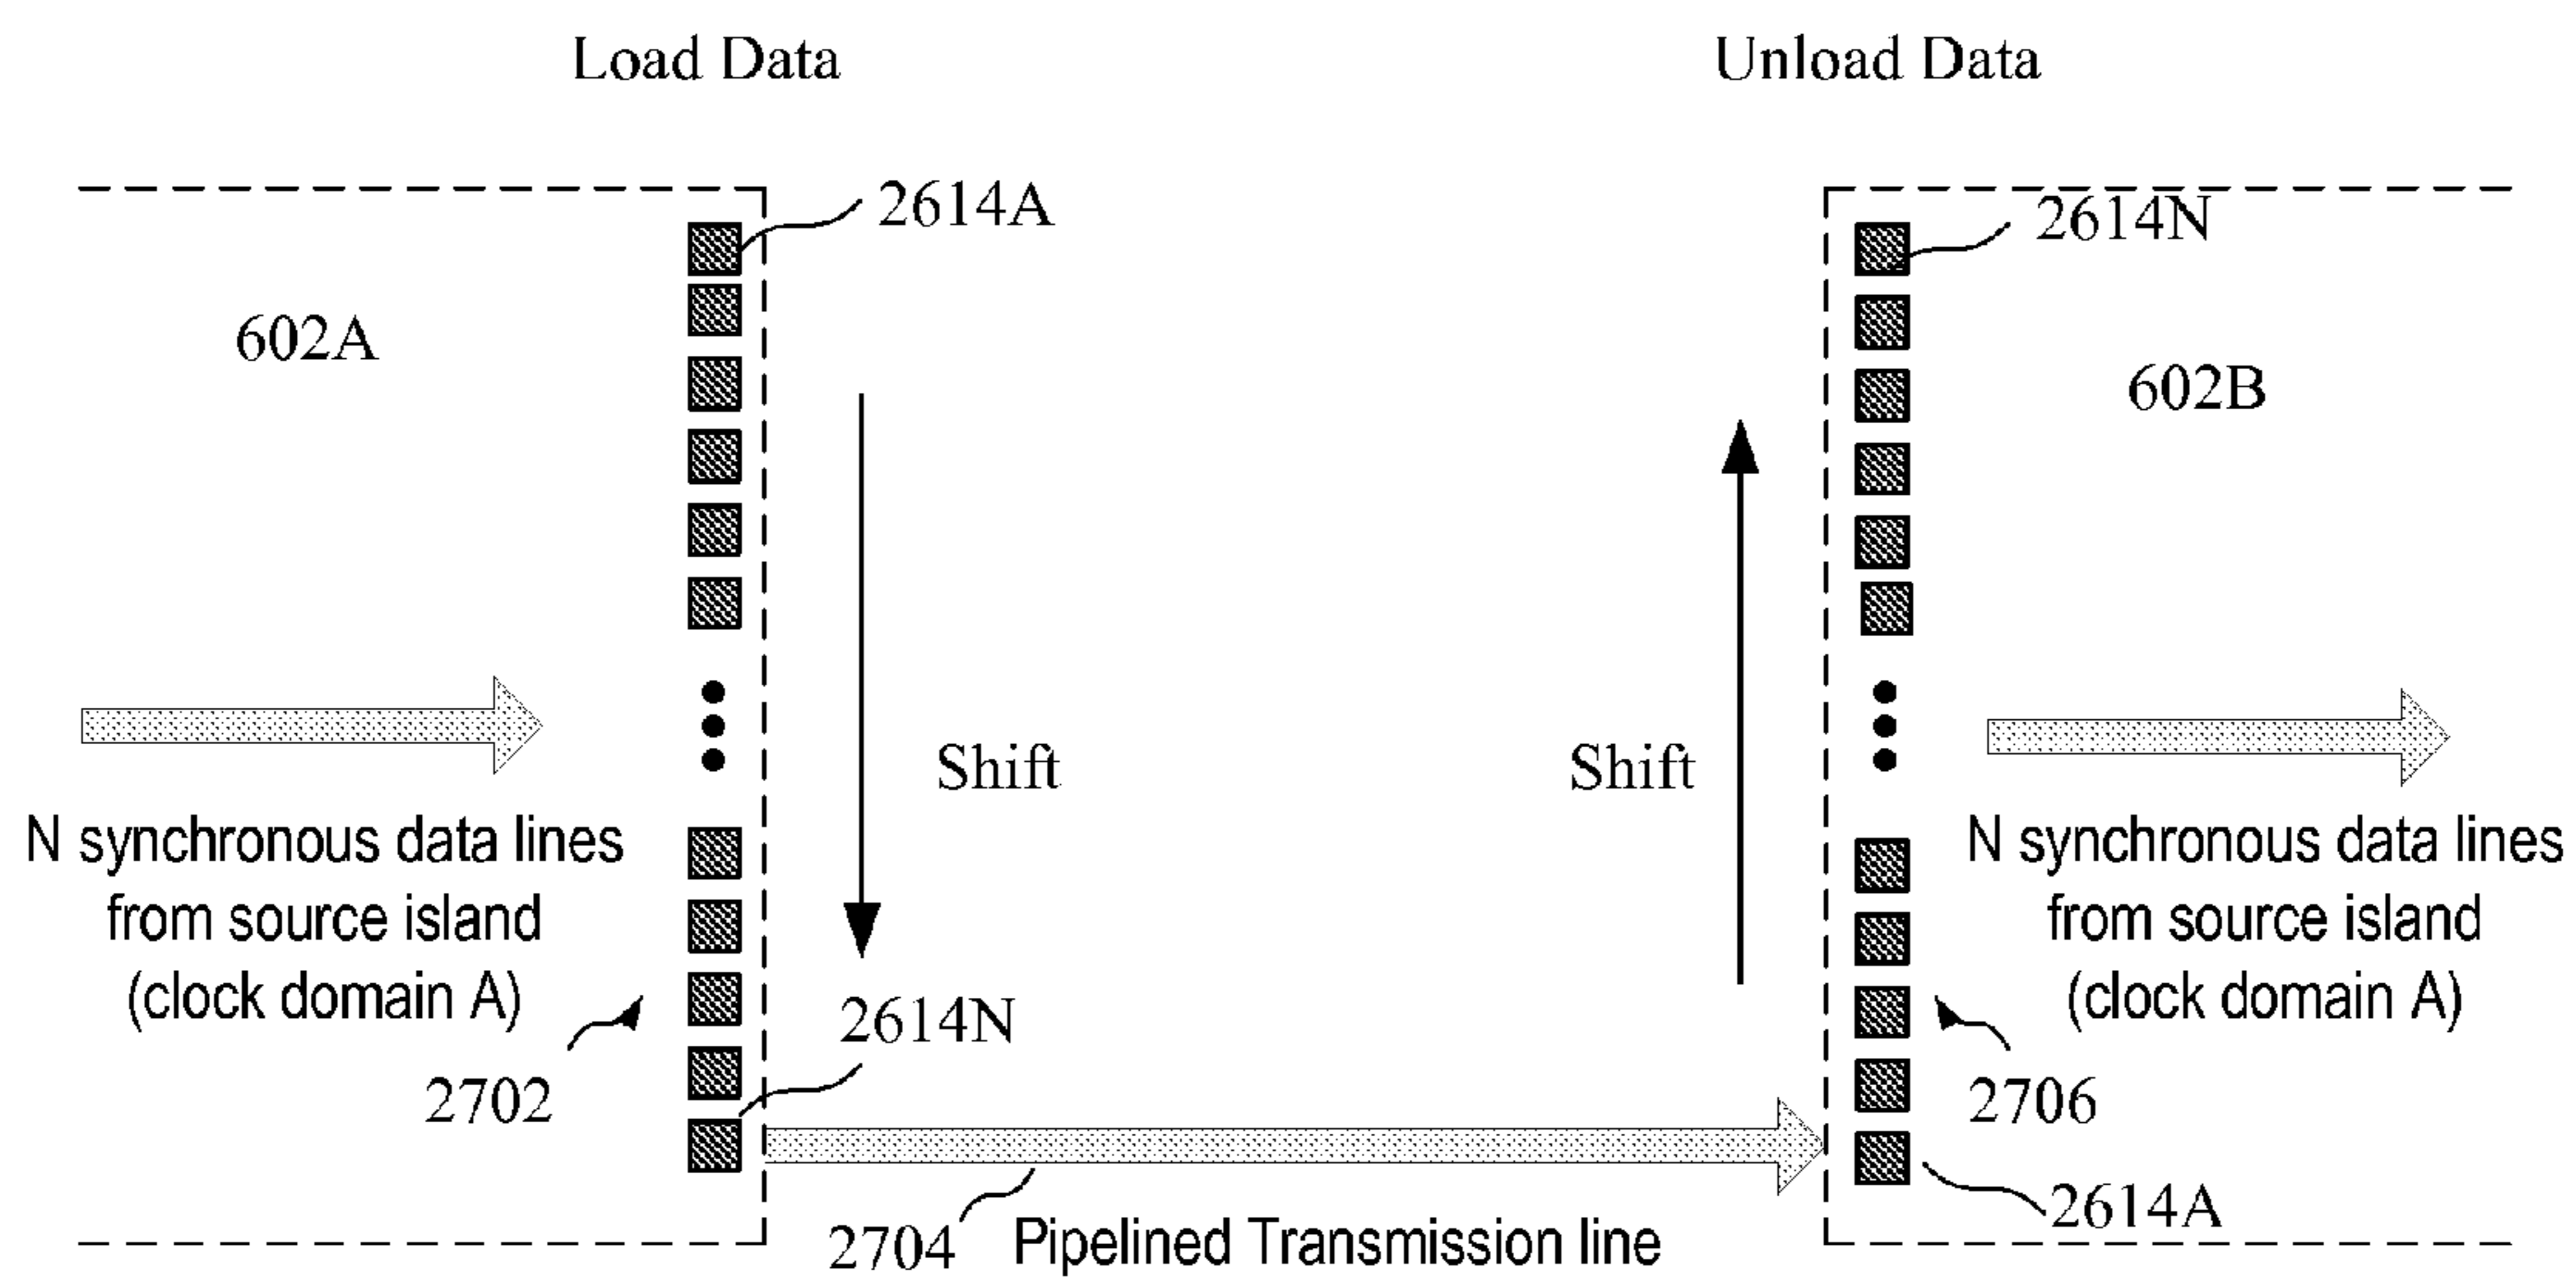 Load Data
Unload Data
2614A
2614N
602A
602B
Shift
Shift
N synchronous data lines
from source island
(clock domain A)
N synchronous data lines
from source island
(clock domain A)
2614N
2702
2706
2614A
2704
Pipelined Transmission line